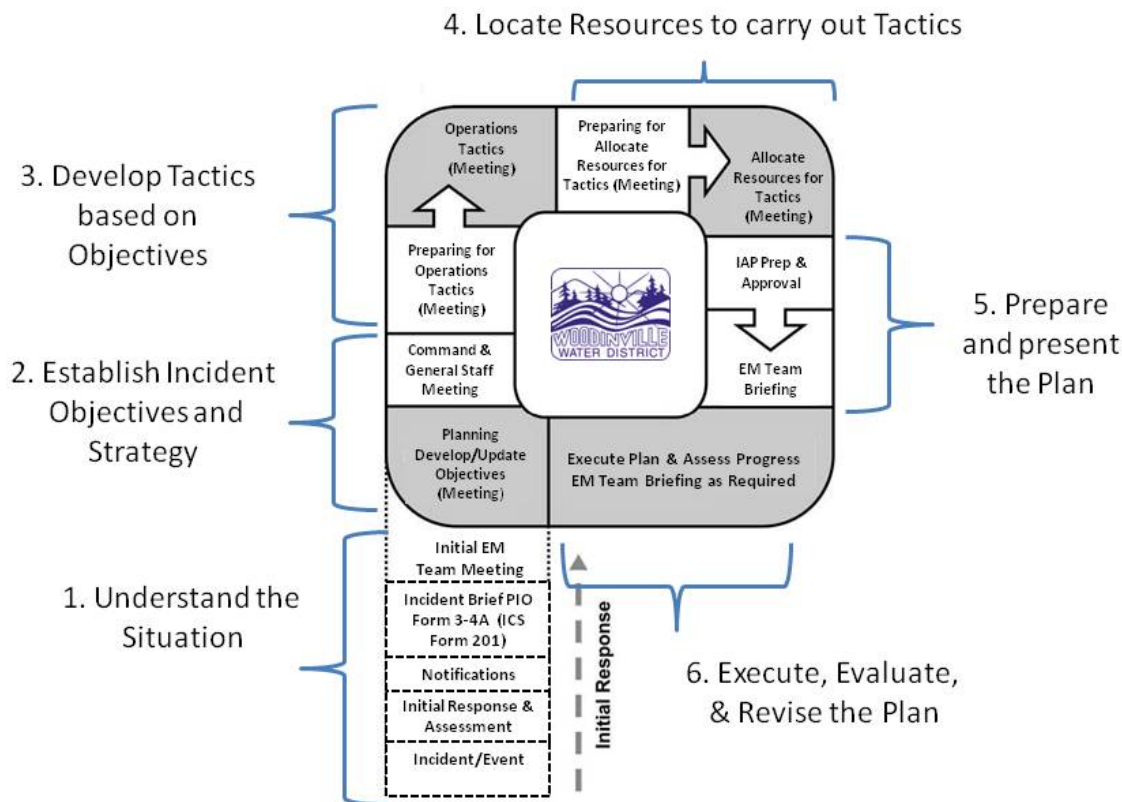 4. Locate Resources to carry out Tactics
Operations
Tactics
(Meeting)
Preparing for
Allocate
Resources for
Tactics (Meeting)
Allocate
Resources for
Tactics
(Meeting)
3. Develop Tactics
based on
Objectives
Preparing for
Operations
Tactics
(Meeting)
IAP Prep &
Approval
WOODINVILLE
WATER DISTRICT
5. Prepare
and present
the Plan
2. Establish Incident
Objectives and
Strategy
Command &
General Staff
Meeting
EM Team
Briefing
Planning
Develop/Update
Objectives
(Meeting)
Execute Plan & Assess Progress
EM Team Briefing as Required
1. Understand the
Situation
Initial EM
Team Meeting
Incident Brief PIO
Form 3-4A (ICS
Form 201)
Notifications
Initial Response &
Assessment
Incident/Event
Initial Response
6. Execute, Evaluate,
& Revise the Plan